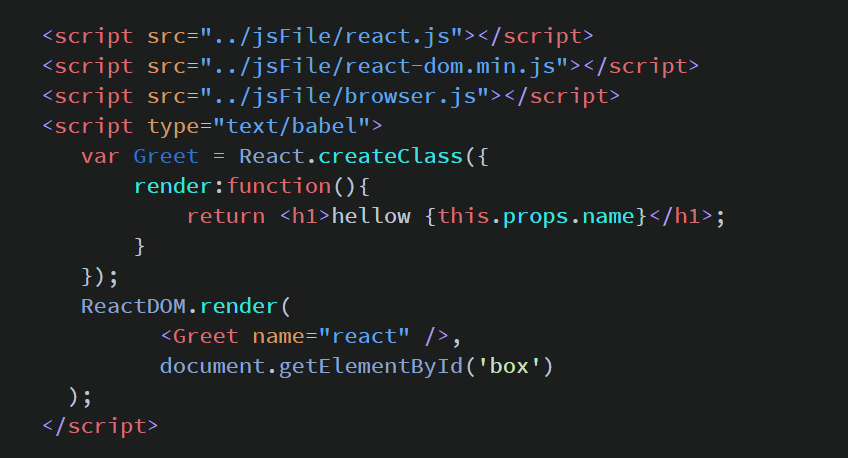 <script src="../jsFile/react.js"></script>
<script src="../jsFile/react-dom.min.js"></script>
<script src="../jsFile/browser.js"></script>
<script type="text/babel">
   var Greet = React.createClass({
       render:function(){
           return <h1>hellow {this.props.name}</h1>;
       }
   });
   ReactDOM.render(
         <Greet name="react" />,
         document.getElementById('box')
  );
</script>